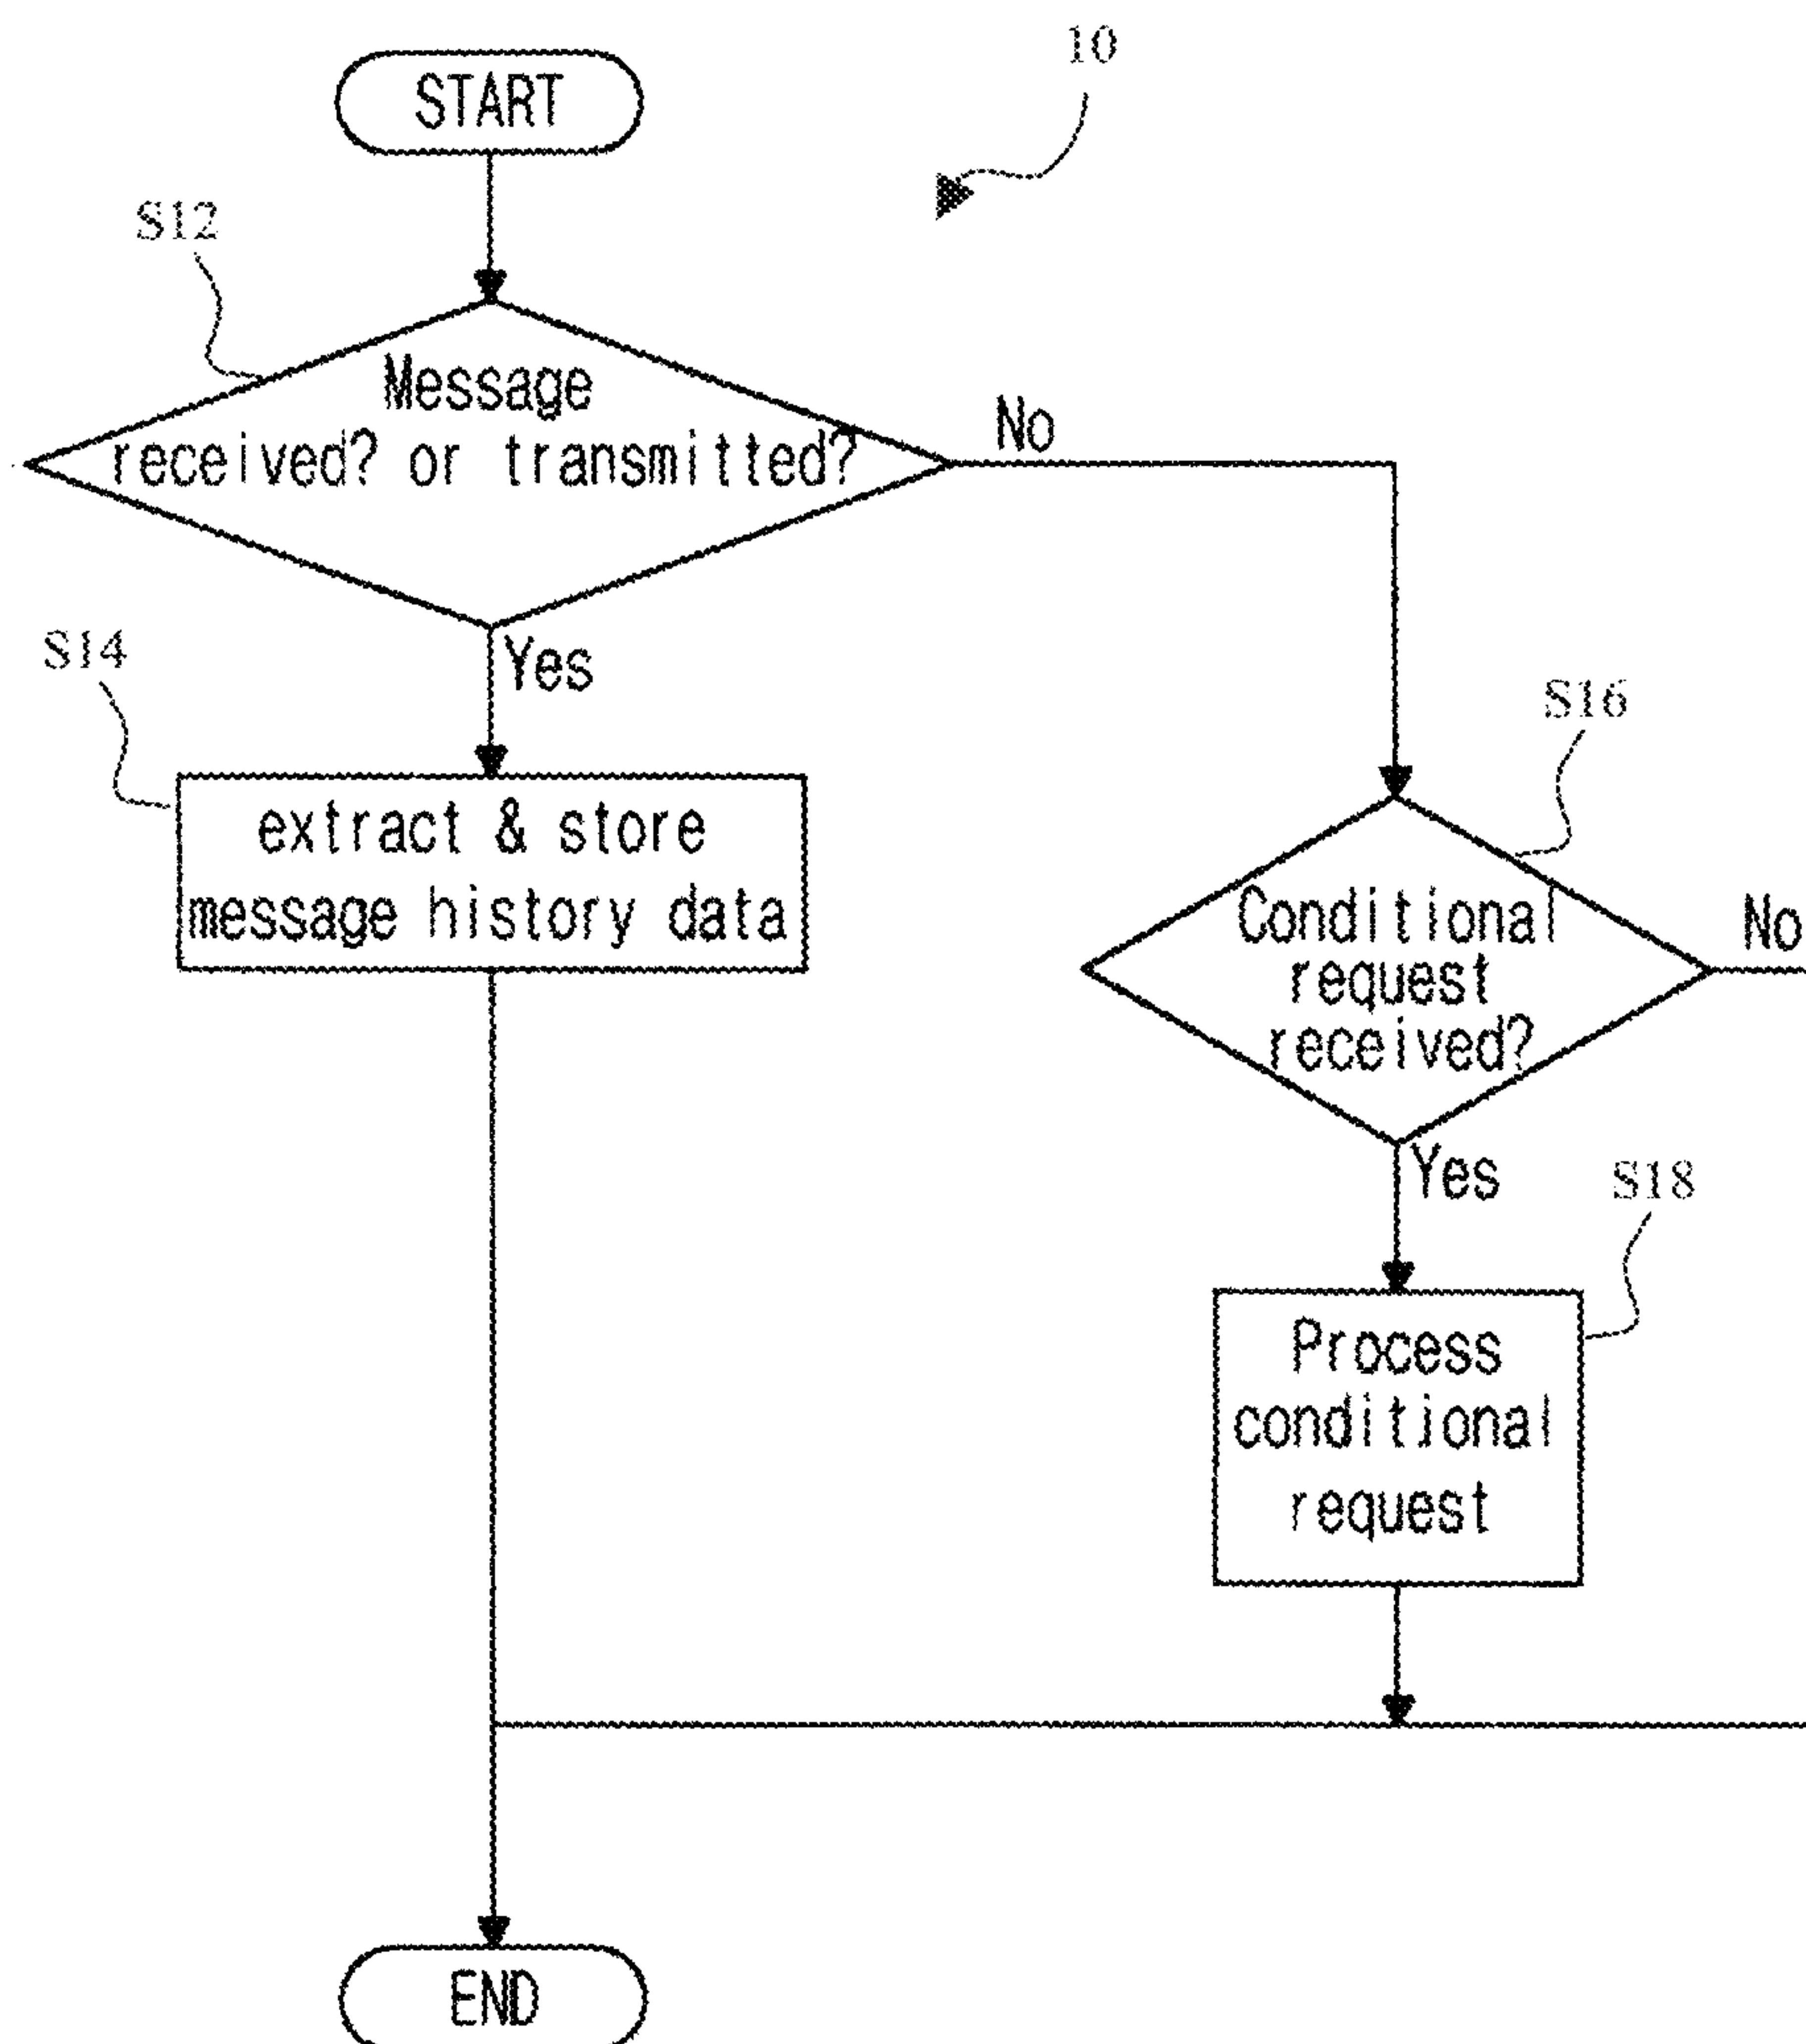 10
START
S12
Message
received? or transmitted?
No
Yes
S14
extract & store
message history data
S16
Conditional
request
received?
No
Yes
S18
Process
conditional
request
END